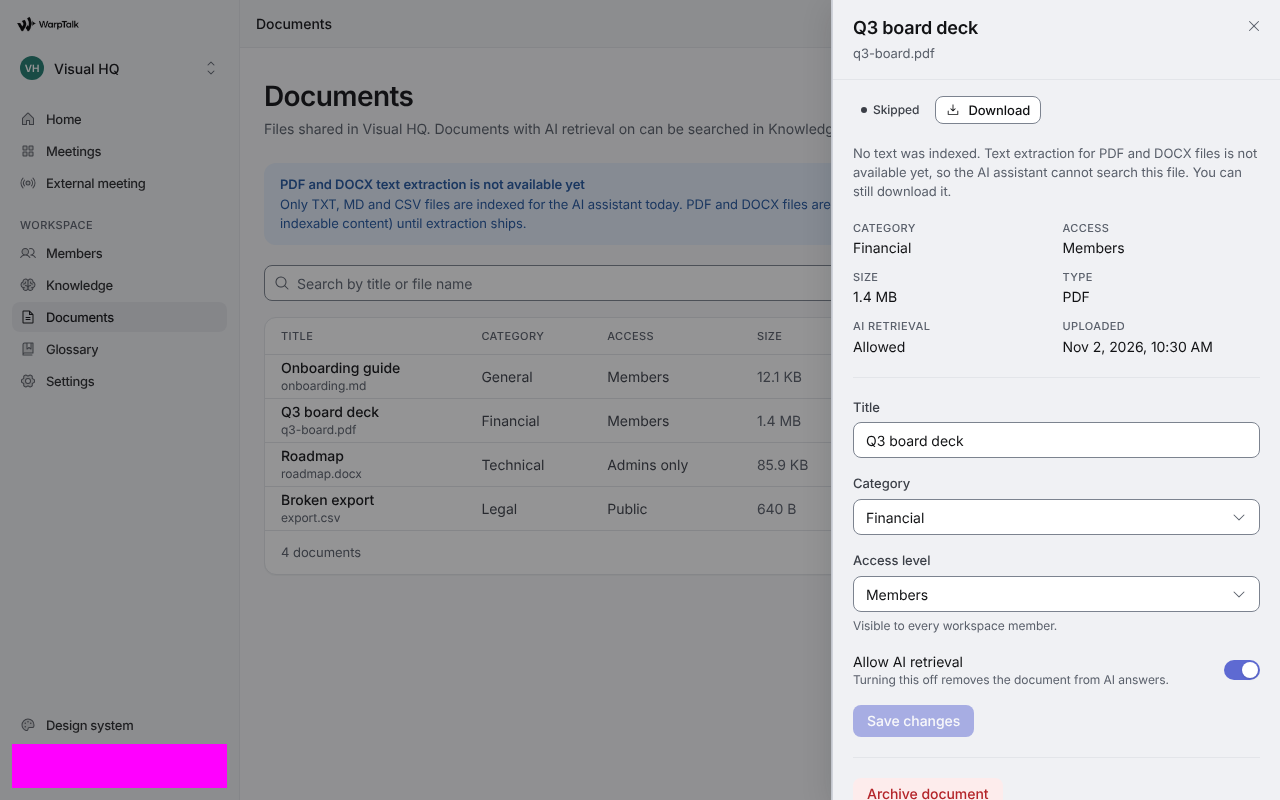 WarpTalk
VH
Visual HQ
Home
Meetings
External meeting
WORKSPACE
Members
Knowledge
Documents
Glossary
Settings
Design system
Documents
Documents
Files shared in Visual HQ. Documents with AI retrieval on can be searched in Knowledg
PDF and DOCX text extraction is not available yet
Only TXT, MD and CSV files are indexed for the AI assistant today. PDF and DOCX files are
indexable content) until extraction ships.
Search by title or file name
TITLE CATEGORY ACCESS SIZE
Onboarding guide
onboarding.md
General Members 12.1 KB
Q3 board deck
q3-board.pdf
Financial Members 1.4 MB
Roadmap
roadmap.docx
Technical Admins only 85.9 KB
Broken export
export.csv
Legal Public 640 B
4 documents
Q3 board deck
q3-board.pdf
Skipped
Download
No text was indexed. Text extraction for PDF and DOCX files is not
available yet, so the AI assistant cannot search this file. You can
still download it.
CATEGORY ACCESS
Financial Members
SIZE TYPE
1.4 MB PDF
AI RETRIEVAL UPLOADED
Allowed Nov 2, 2026, 10:30 AM
Title
Q3 board deck
Category
Financial
Access level
Members
Visible to every workspace member.
Allow AI retrieval
Turning this off removes the document from AI answers.
Save changes
Archive document